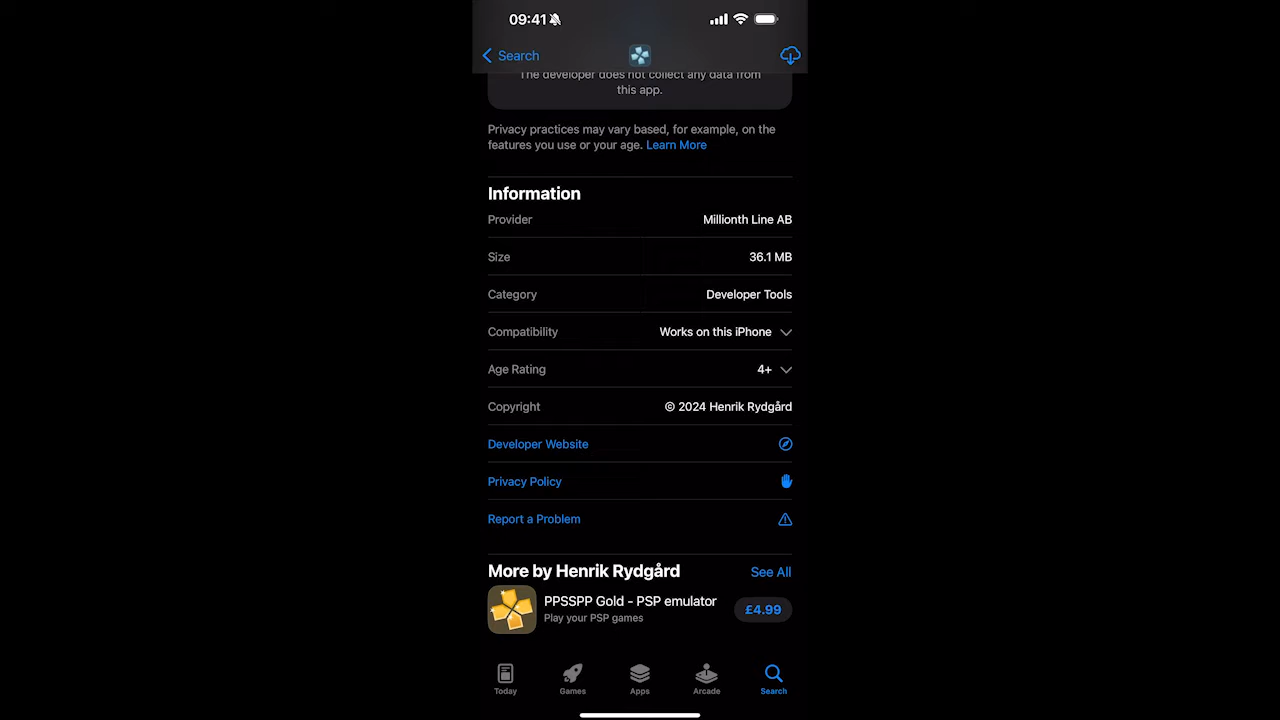 09:41
Search
The developer does not collect any data from
this app.
Privacy practices may vary based, for example, on the
features you use or your age. Learn More
Information
Provider Millionth Line AB
Size 36.1 MB
Category Developer Tools
Compatibility Works on this iPhone
Age Rating 4+
Copyright © 2024 Henrik Rydgård
Developer Website
Privacy Policy
Report a Problem
More by Henrik Rydgård See All
PPSSPP Gold - PSP emulator
Play your PSP games
£4.99
Today Games Apps Arcade Search